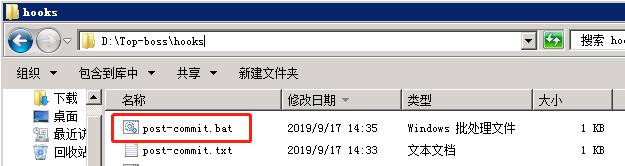 hooks
D:\Top-boss\hooks
搜索 hoo
组织 包含到库中 共享 新建文件夹
下载
桌面
最近访
回收站
名称 修改日期 类型 大小
post-commit.bat 2019/9/17 14:35 Windows 批处理文件 1 KB
post-commit.txt 2019/9/17 14:33 文本文档 1 KB